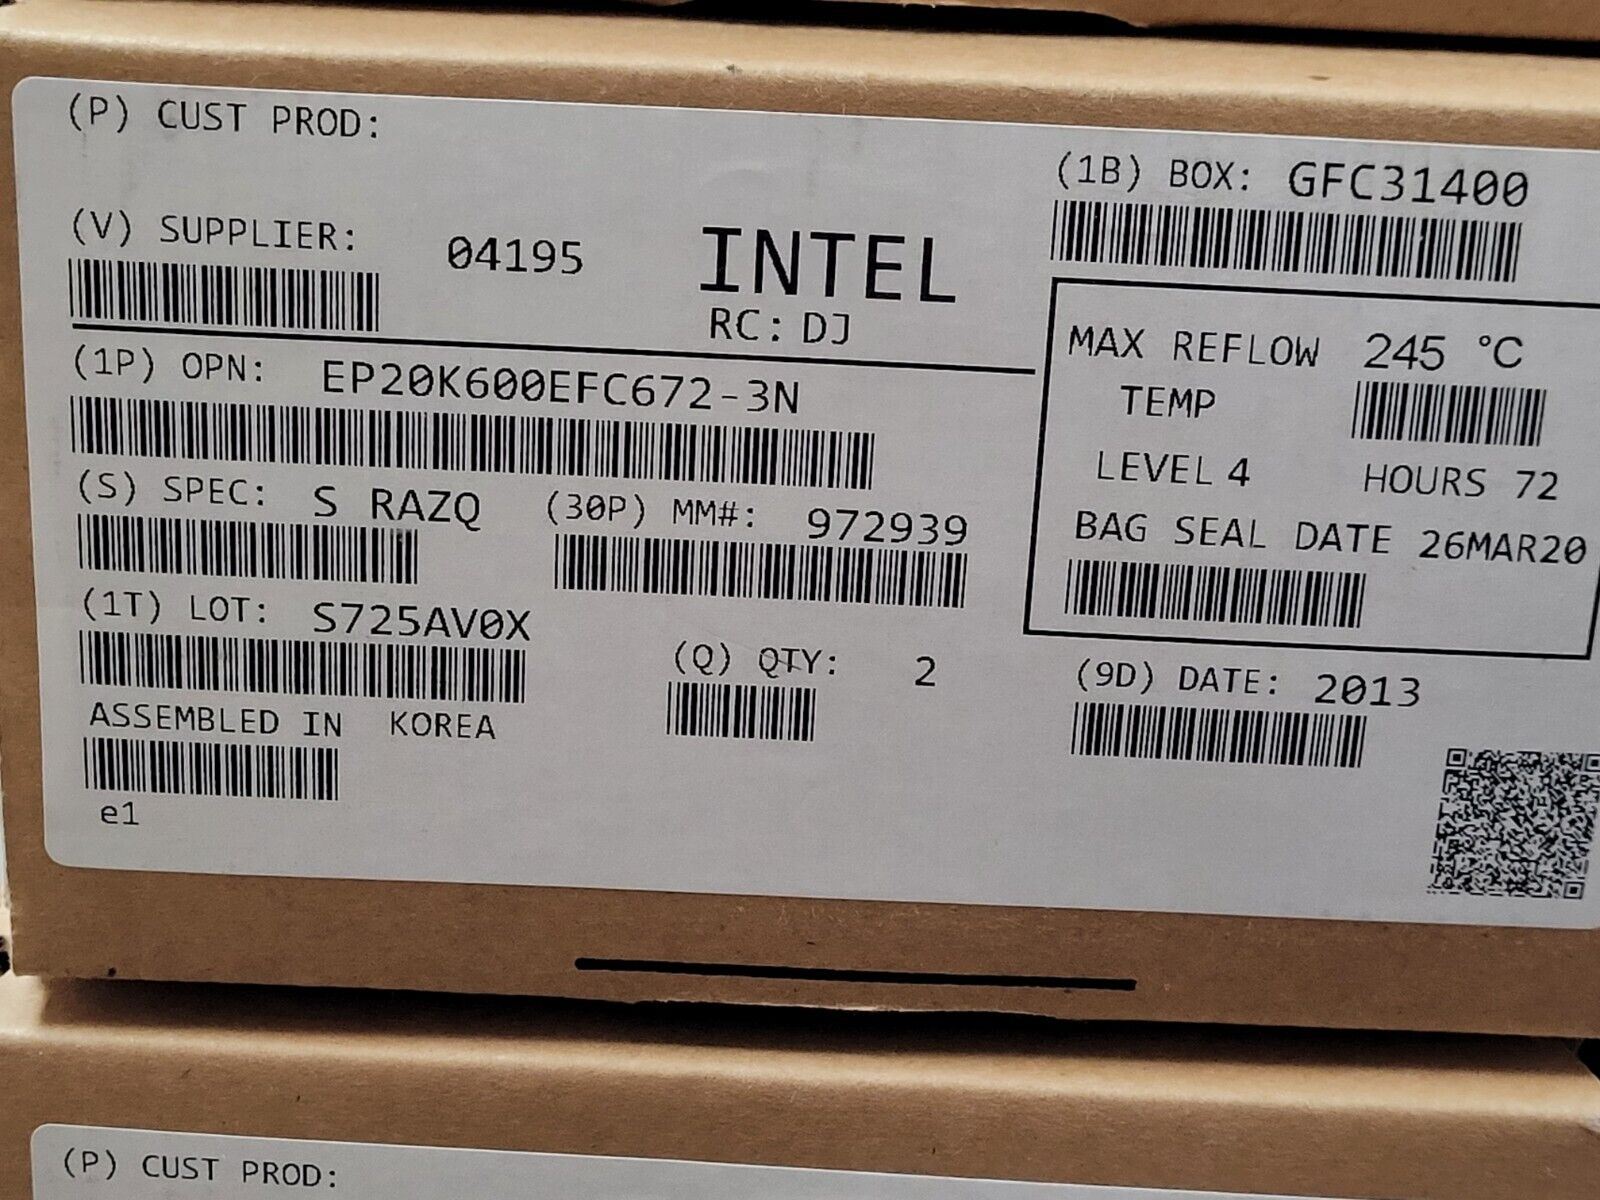 (P) CUST PROD:
(V) SUPPLIER: 04195
INTEL
RC: DJ
(1P) OPN: EP20K600EFC672-3N
(S) SPEC: S RAZQ
(30P) MM#: 972939
(1T) LOT: S725AV0X
(Q) QTY: 2
ASSEMBLED IN KOREA
e1
(1B) BOX: GFC31400
MAX REFLOW 245 °C
TEMP
LEVEL 4 HOURS 72
BAG SEAL DATE 26MAR20
(9D) DATE: 2013
(P) CUST PROD: